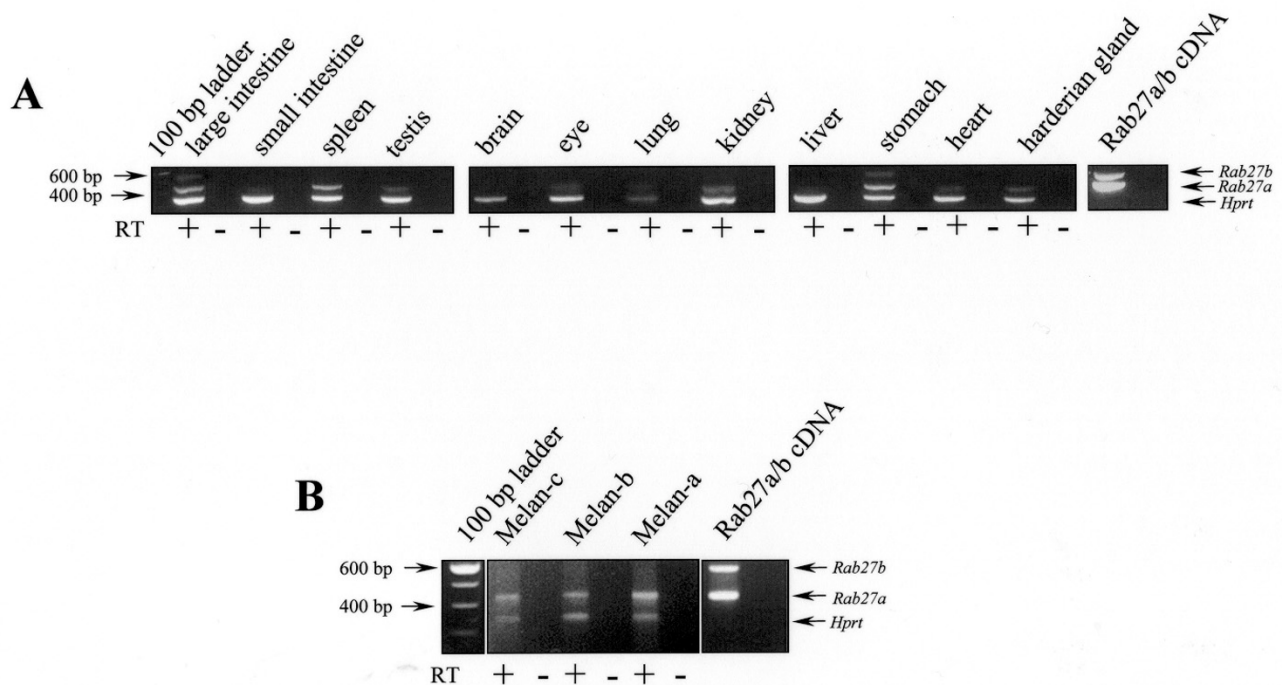 A
100 bp ladder
large intestine
small intestine
spleen
testis
brain
eye
lung
kidney
liver
stomach
heart
harderian gland
Rab27a/b cDNA
600 bp
400 bp
Rab27b
Rab27a
Hprt
RT + - + - + - + - + - + - + - + - + - + - + - + -
B
100 bp ladder
Melan-c
Melan-b
Melan-a
Rab27a/b cDNA
600 bp
400 bp
Rab27b
Rab27a
Hprt
RT + - + - + -